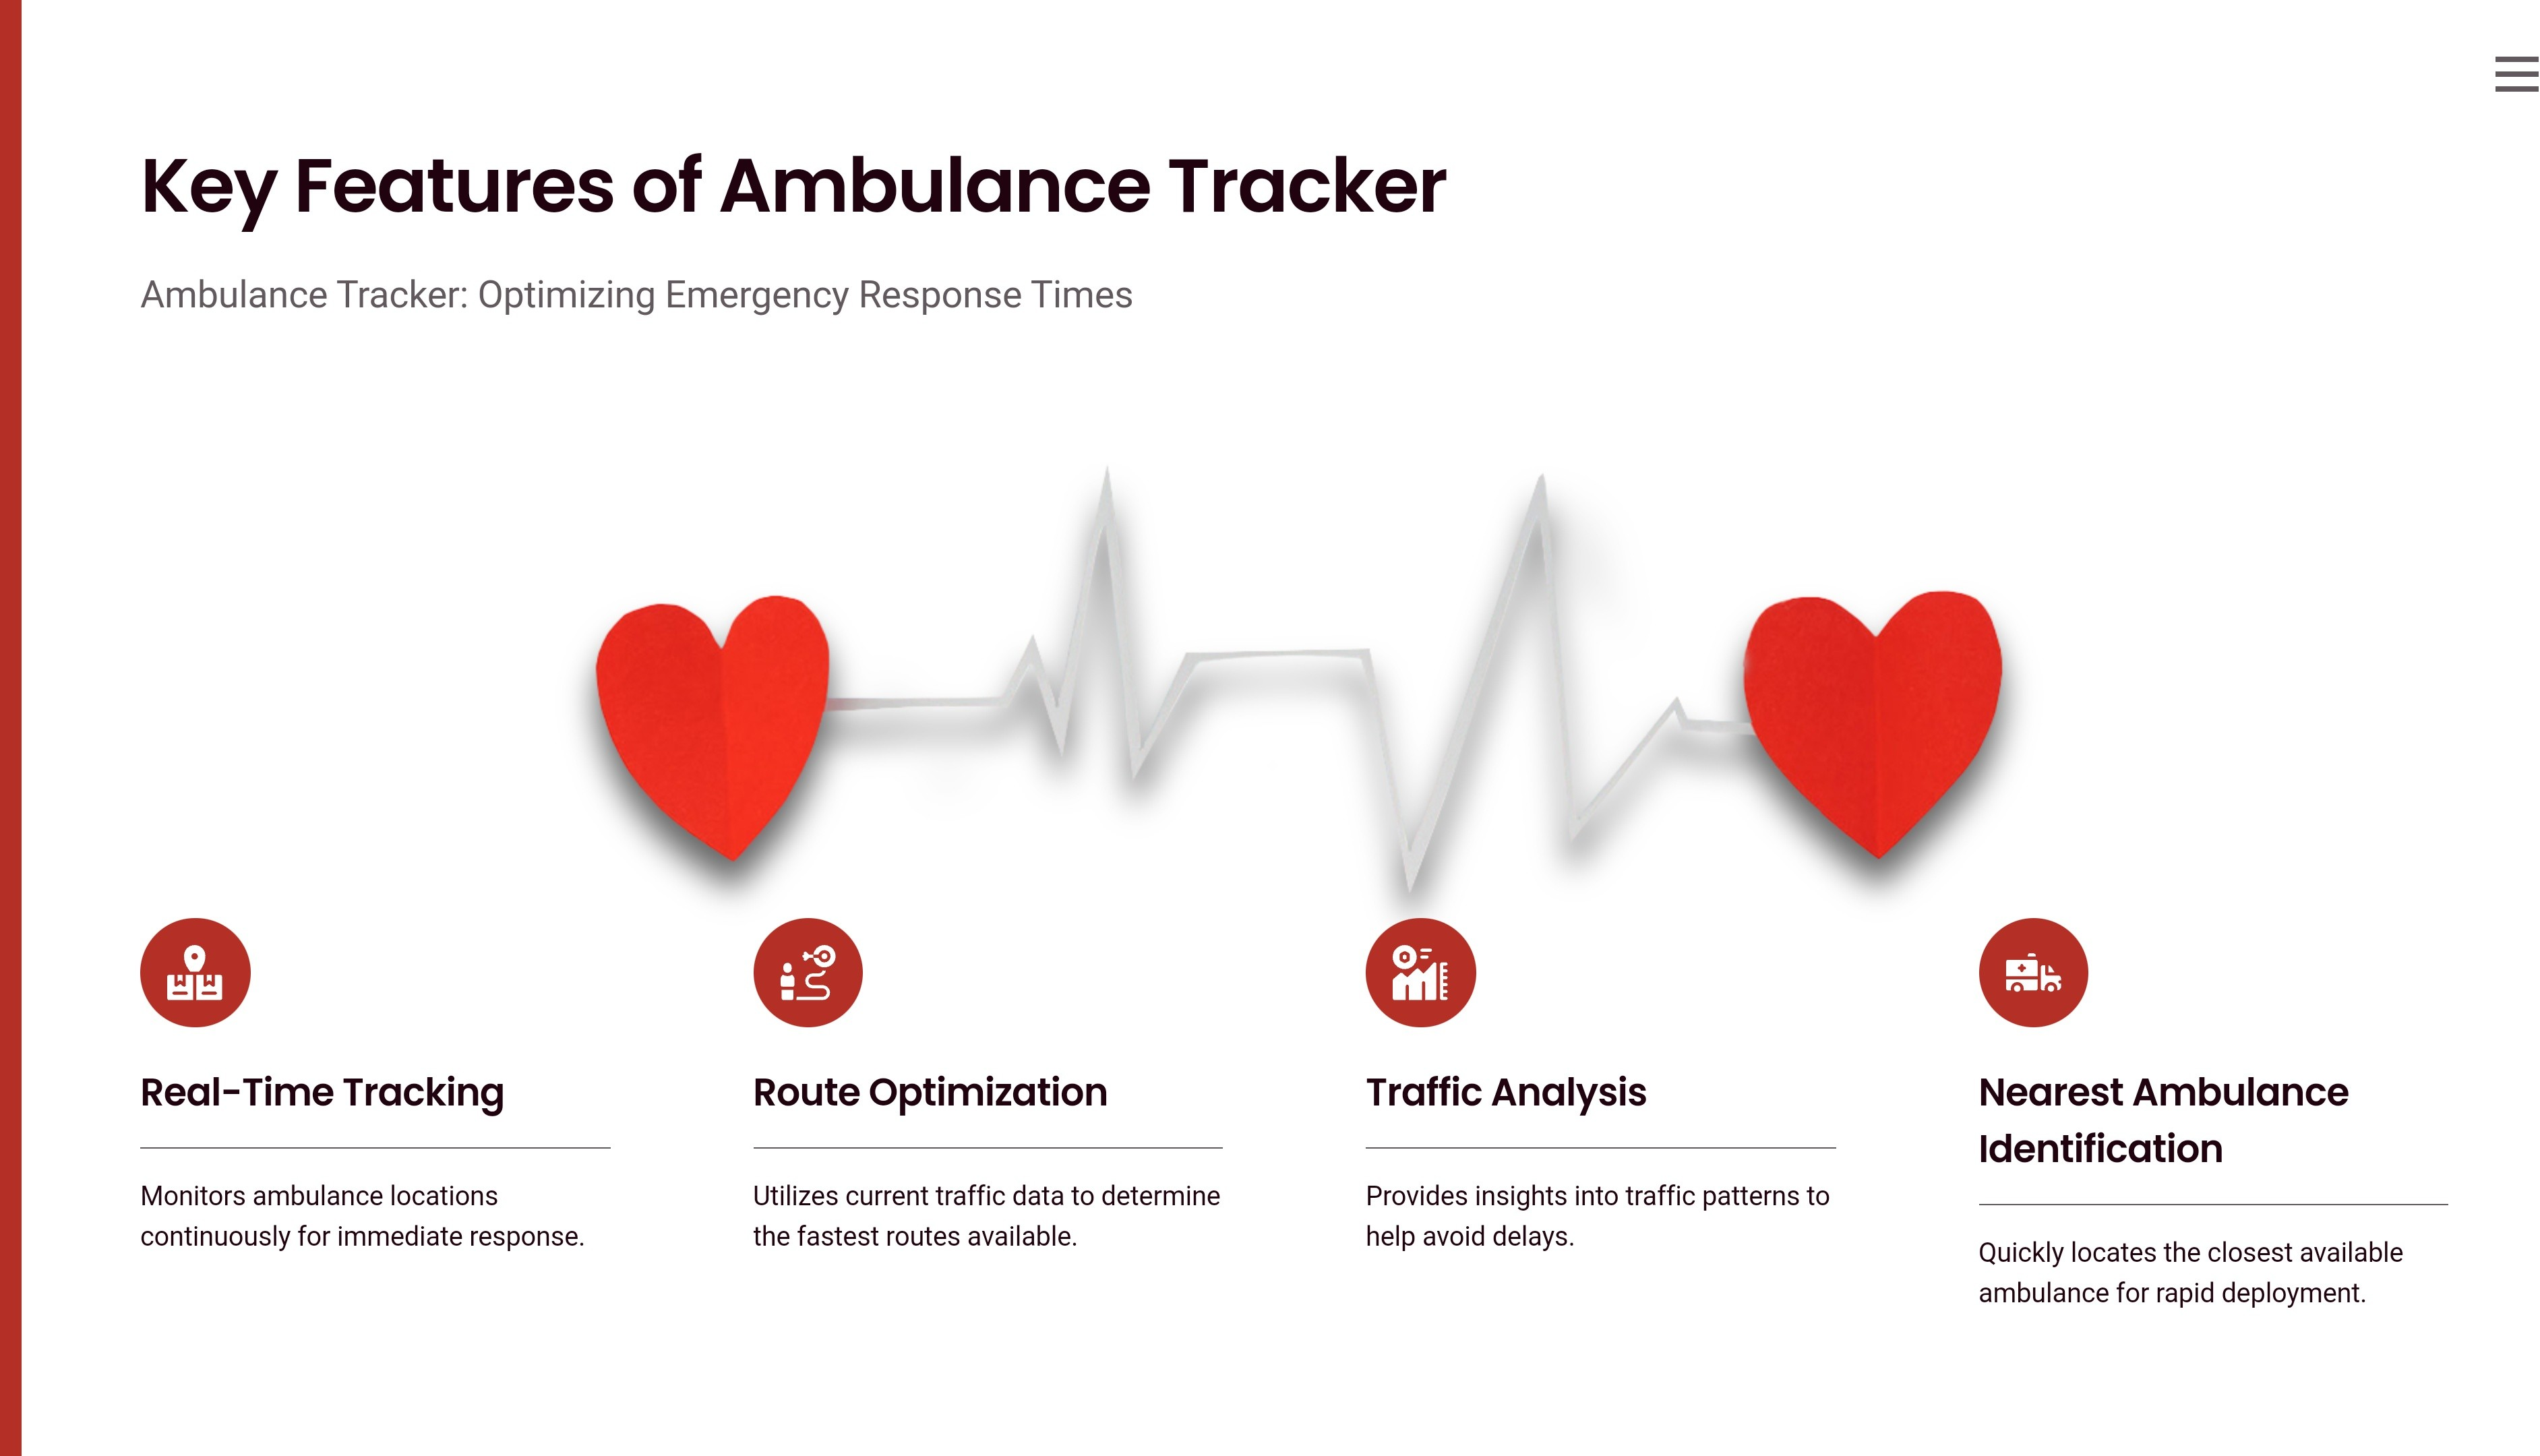 Key Features of Ambulance Tracker
Ambulance Tracker: Optimizing Emergency Response Times
Real-Time Tracking
Monitors ambulance locations
continuously for immediate response.
Route Optimization
Utilizes current traffic data to determine
the fastest routes available.
Traffic Analysis
Provides insights into traffic patterns to
help avoid delays.
Nearest Ambulance
Identification
Quickly locates the closest available
ambulance for rapid deployment.